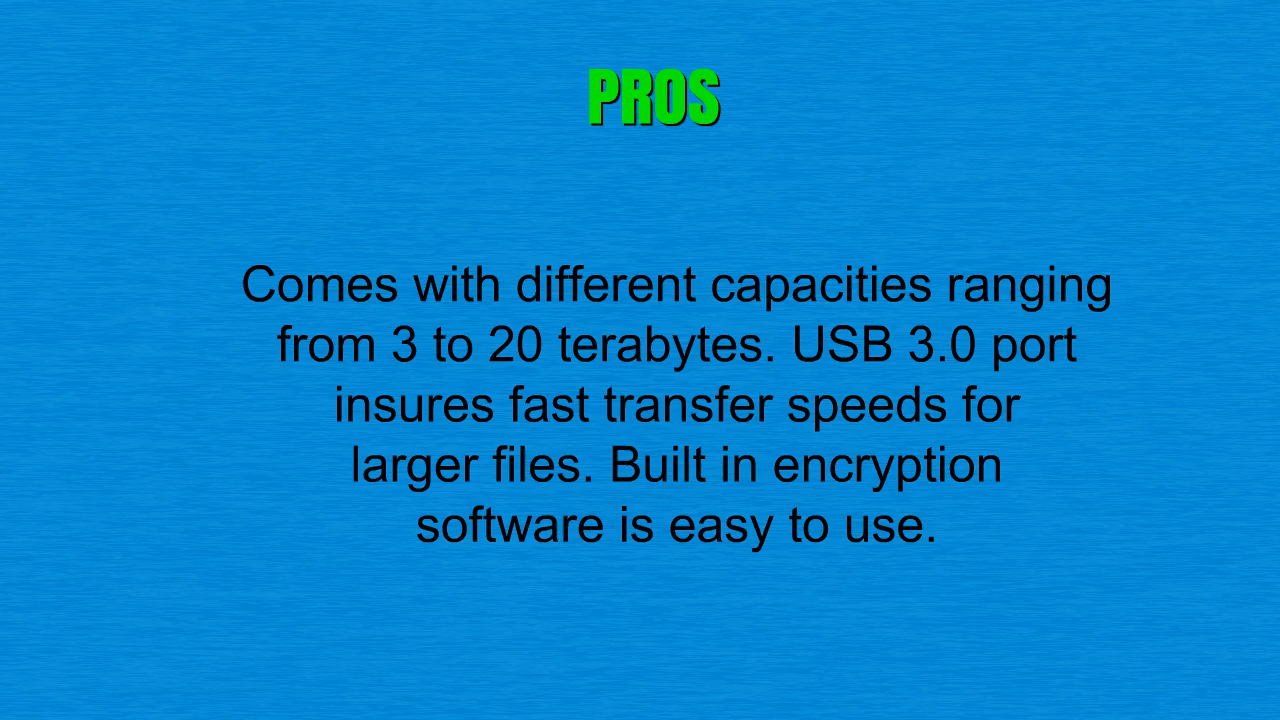 PROS
Comes with different capacities ranging
from 3 to 20 terabytes. USB 3.0 port
insures fast transfer speeds for
larger files. Built in encryption
software is easy to use.